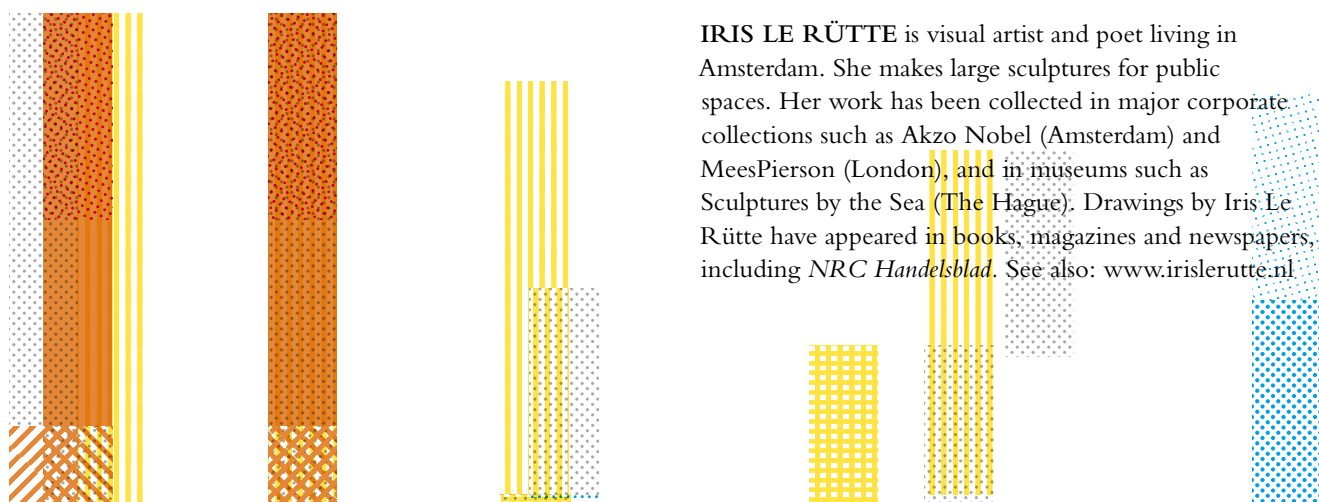 IRIS LE RÜTTE is visual artist and poet living in
Amsterdam. She makes large sculptures for public
spaces. Her work has been collected in major corporate
collections such as Akzo Nobel (Amsterdam) and
MeesPierson (London), and in museums such as
Sculptures by the Sea (The Hague). Drawings by Iris Le
Rütte have appeared in books, magazines and newspapers,
including NRC Handelsblad. See also: www.irislerutte.nl